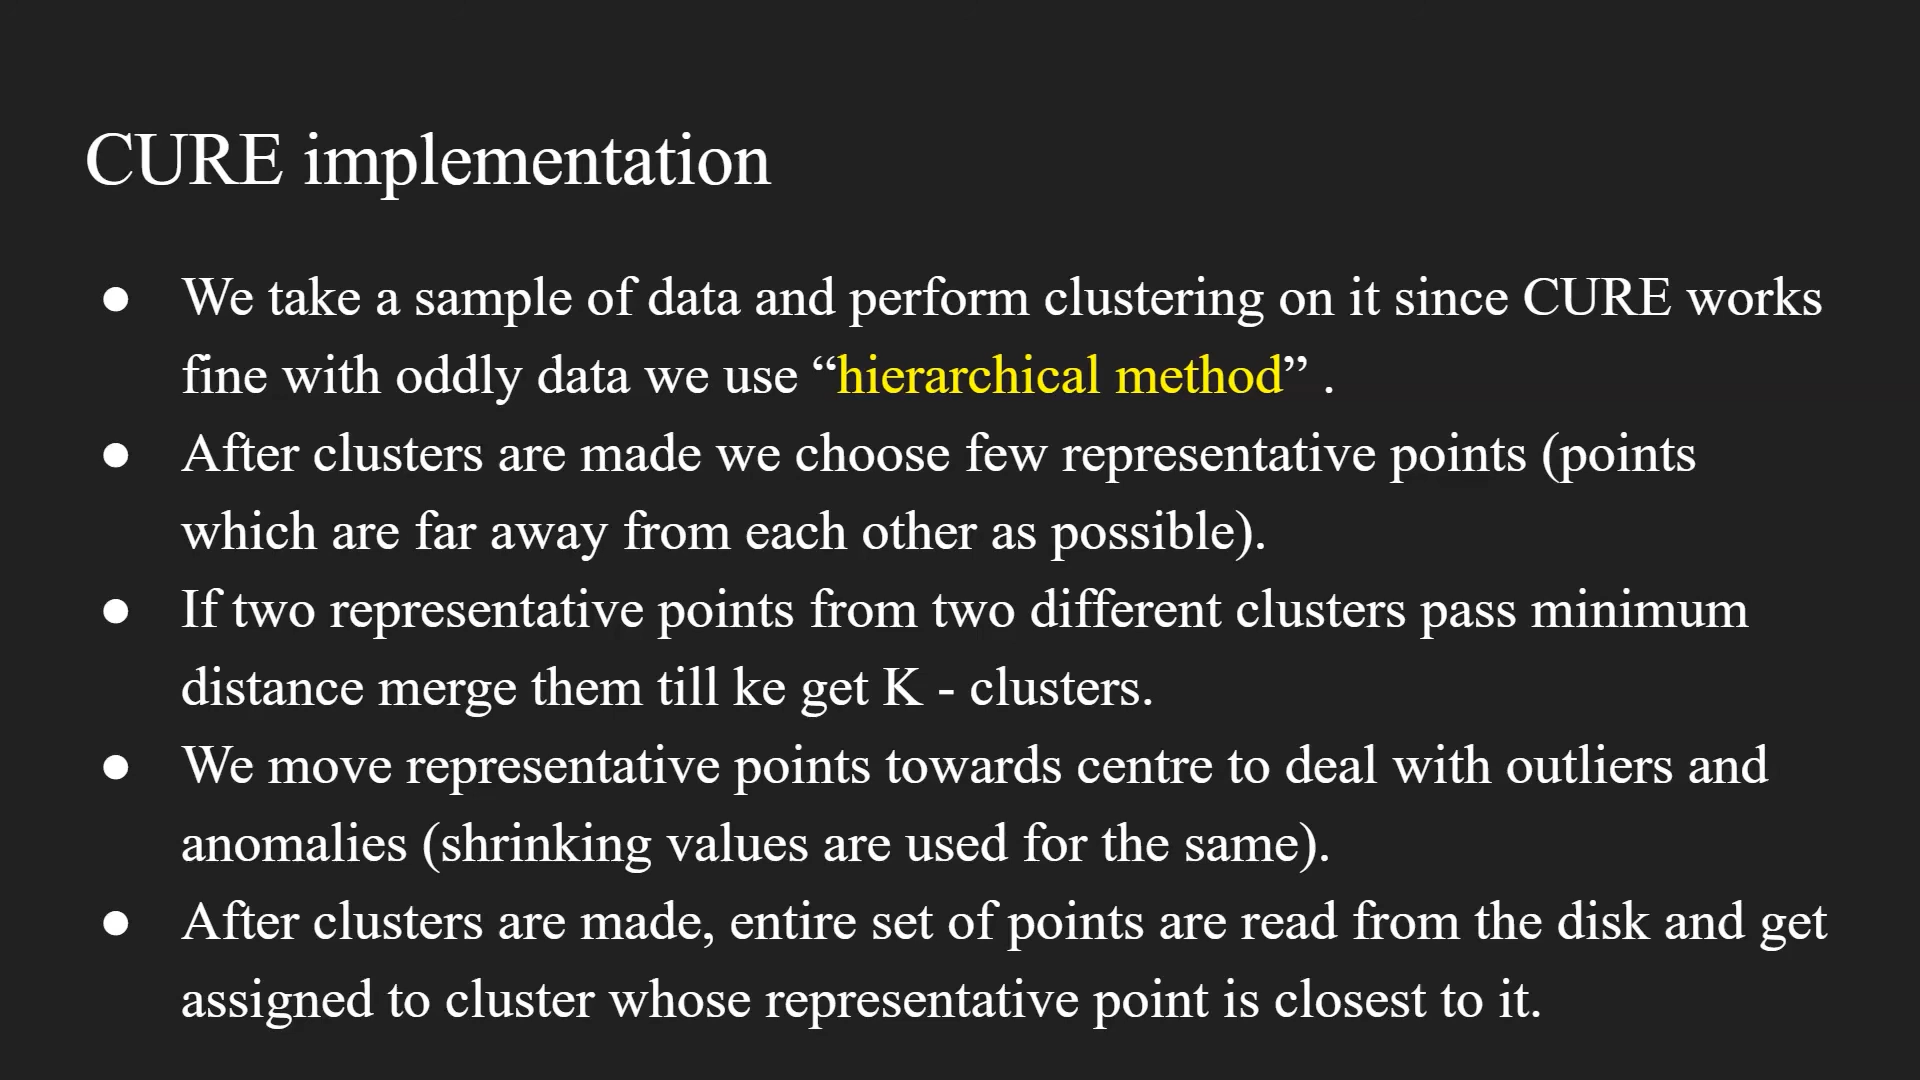 CURE implementation
● We take a sample of data and perform clustering on it since CURE works
fine with oddly data we use “hierarchical method” .
● After clusters are made we choose few representative points (points
which are far away from each other as possible).
● If two representative points from two different clusters pass minimum
distance merge them till ke get K - clusters.
● We move representative points towards centre to deal with outliers and
anomalies (shrinking values are used for the same).
● After clusters are made, entire set of points are read from the disk and get
assigned to cluster whose representative point is closest to it.